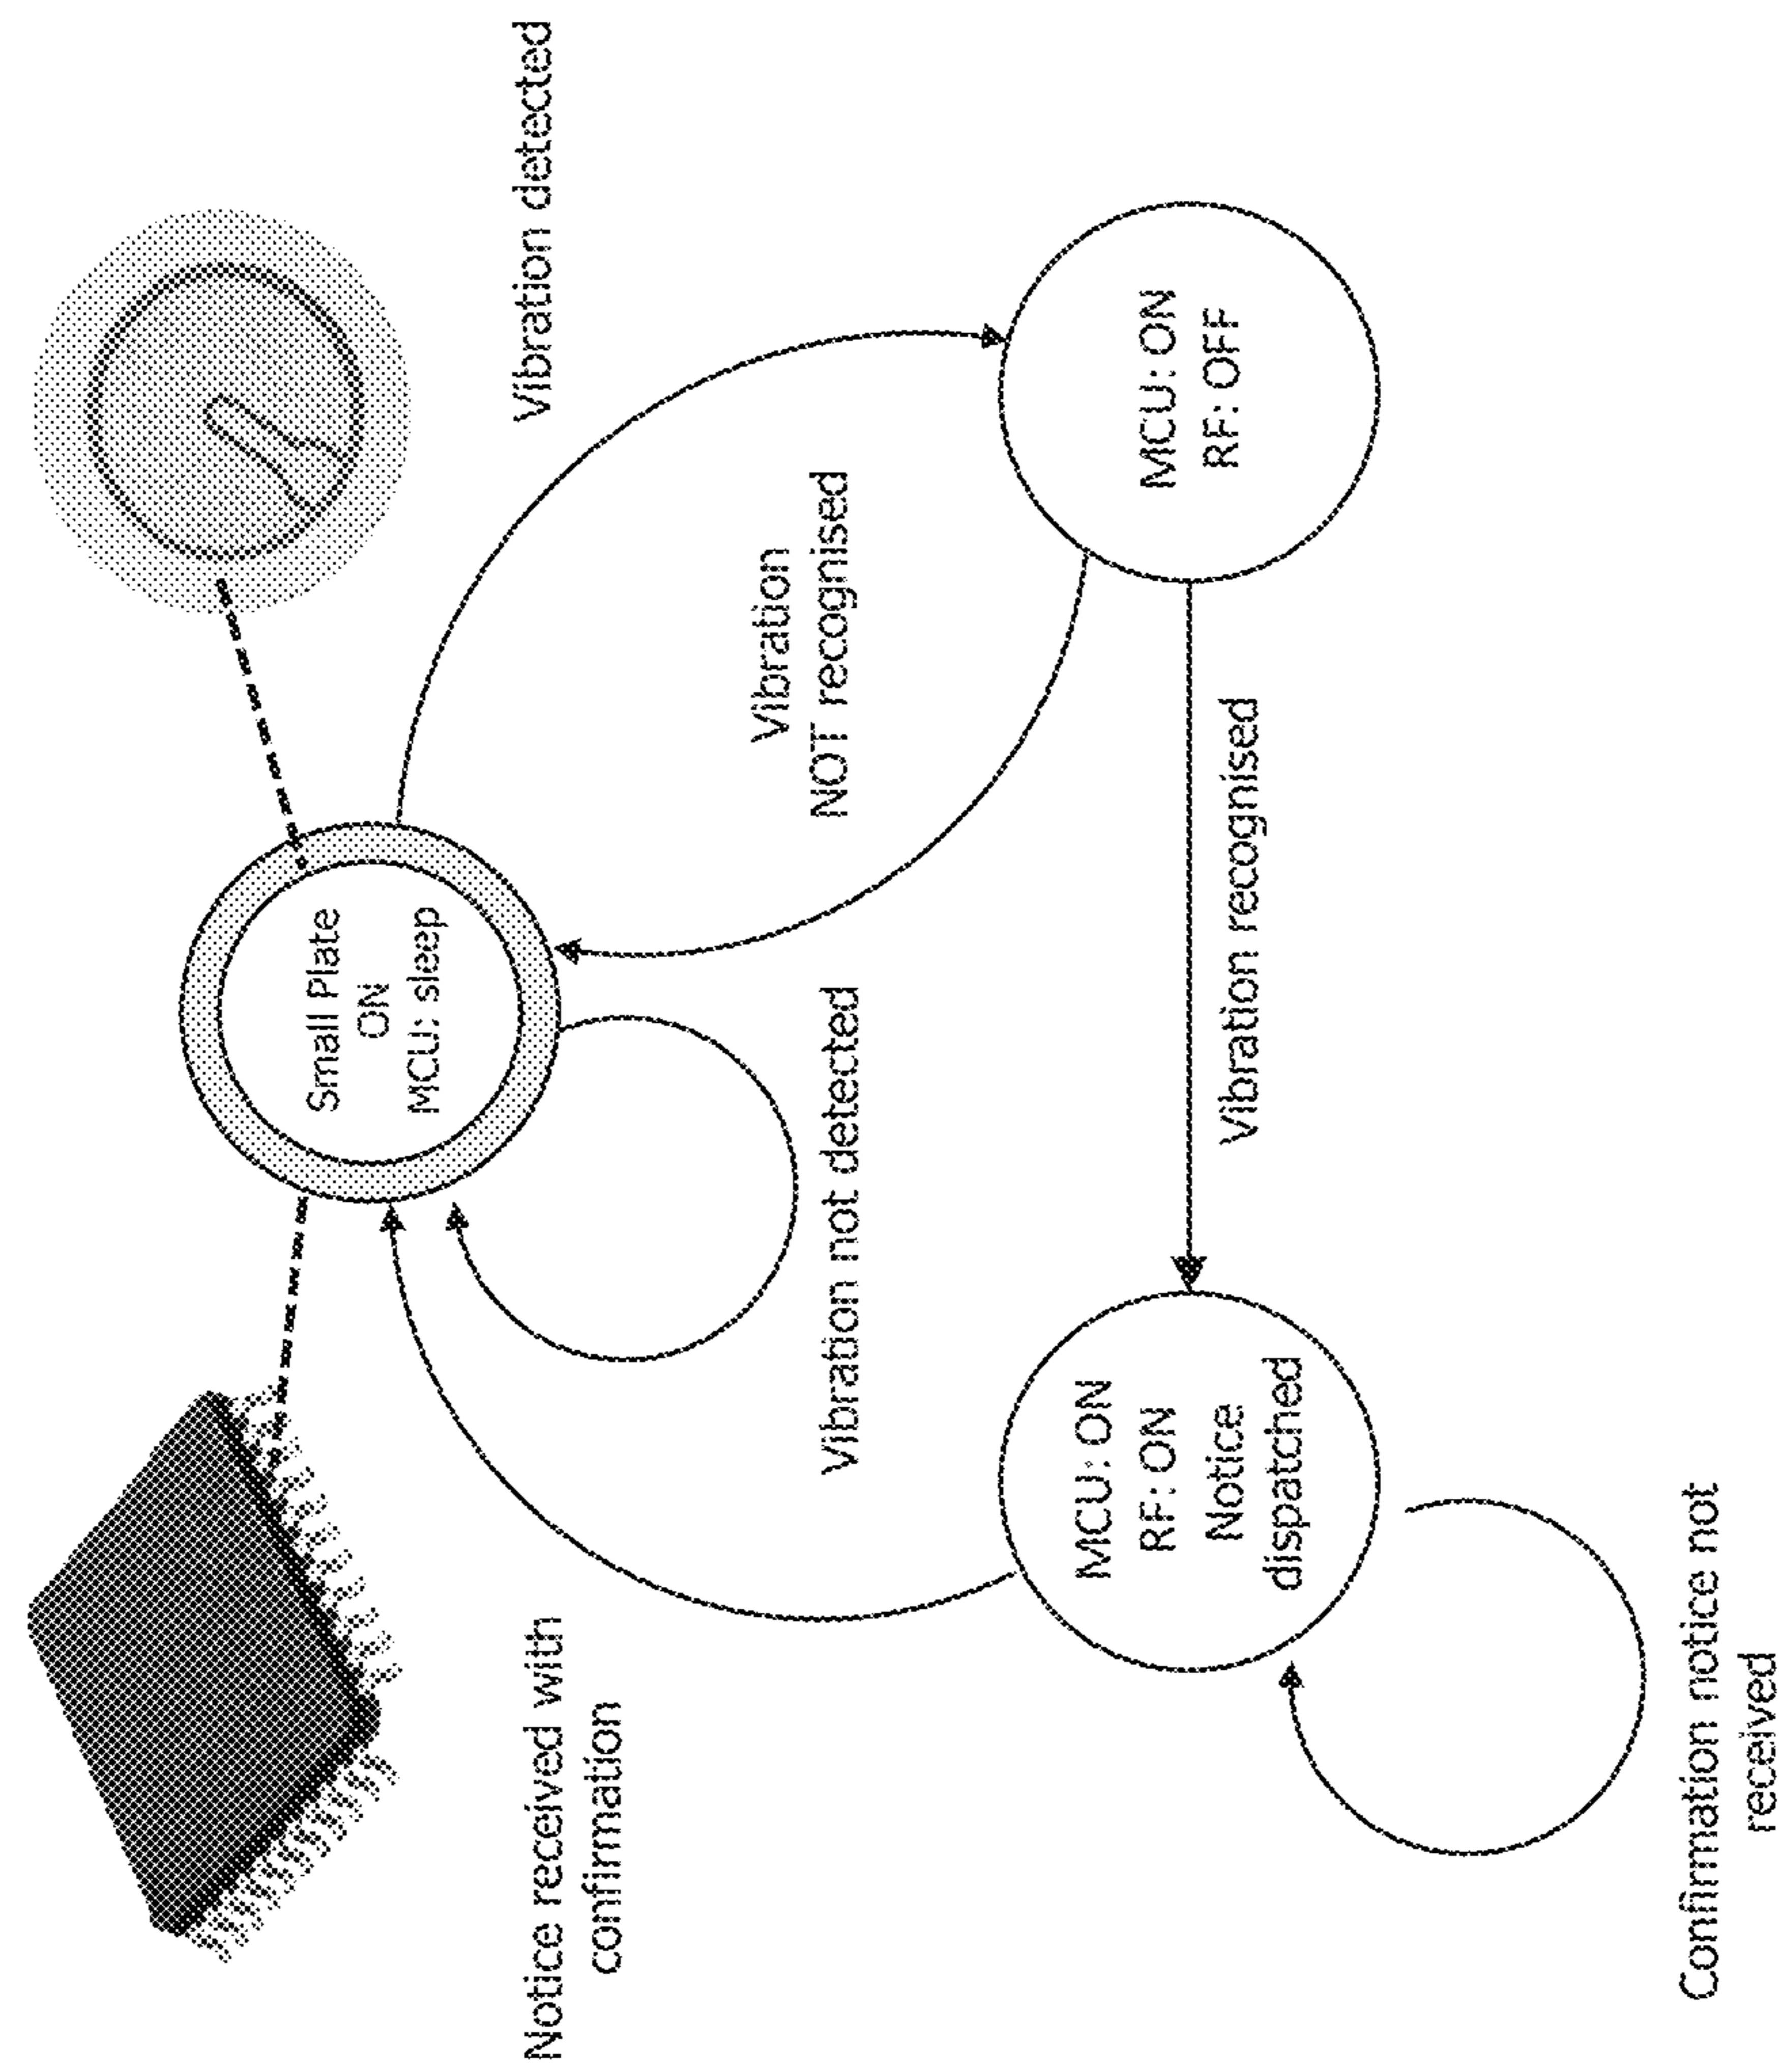 Vibration detected
Small Plate
ON
MCU: sleep
Vibration
NOT recognised
MCU: ON
RF: OFF
Notice received with
confirmation
Vibration not detected
Vibration recognised
MCU: ON
RF: ON
Notice
dispatched
Confirmation notice not
received